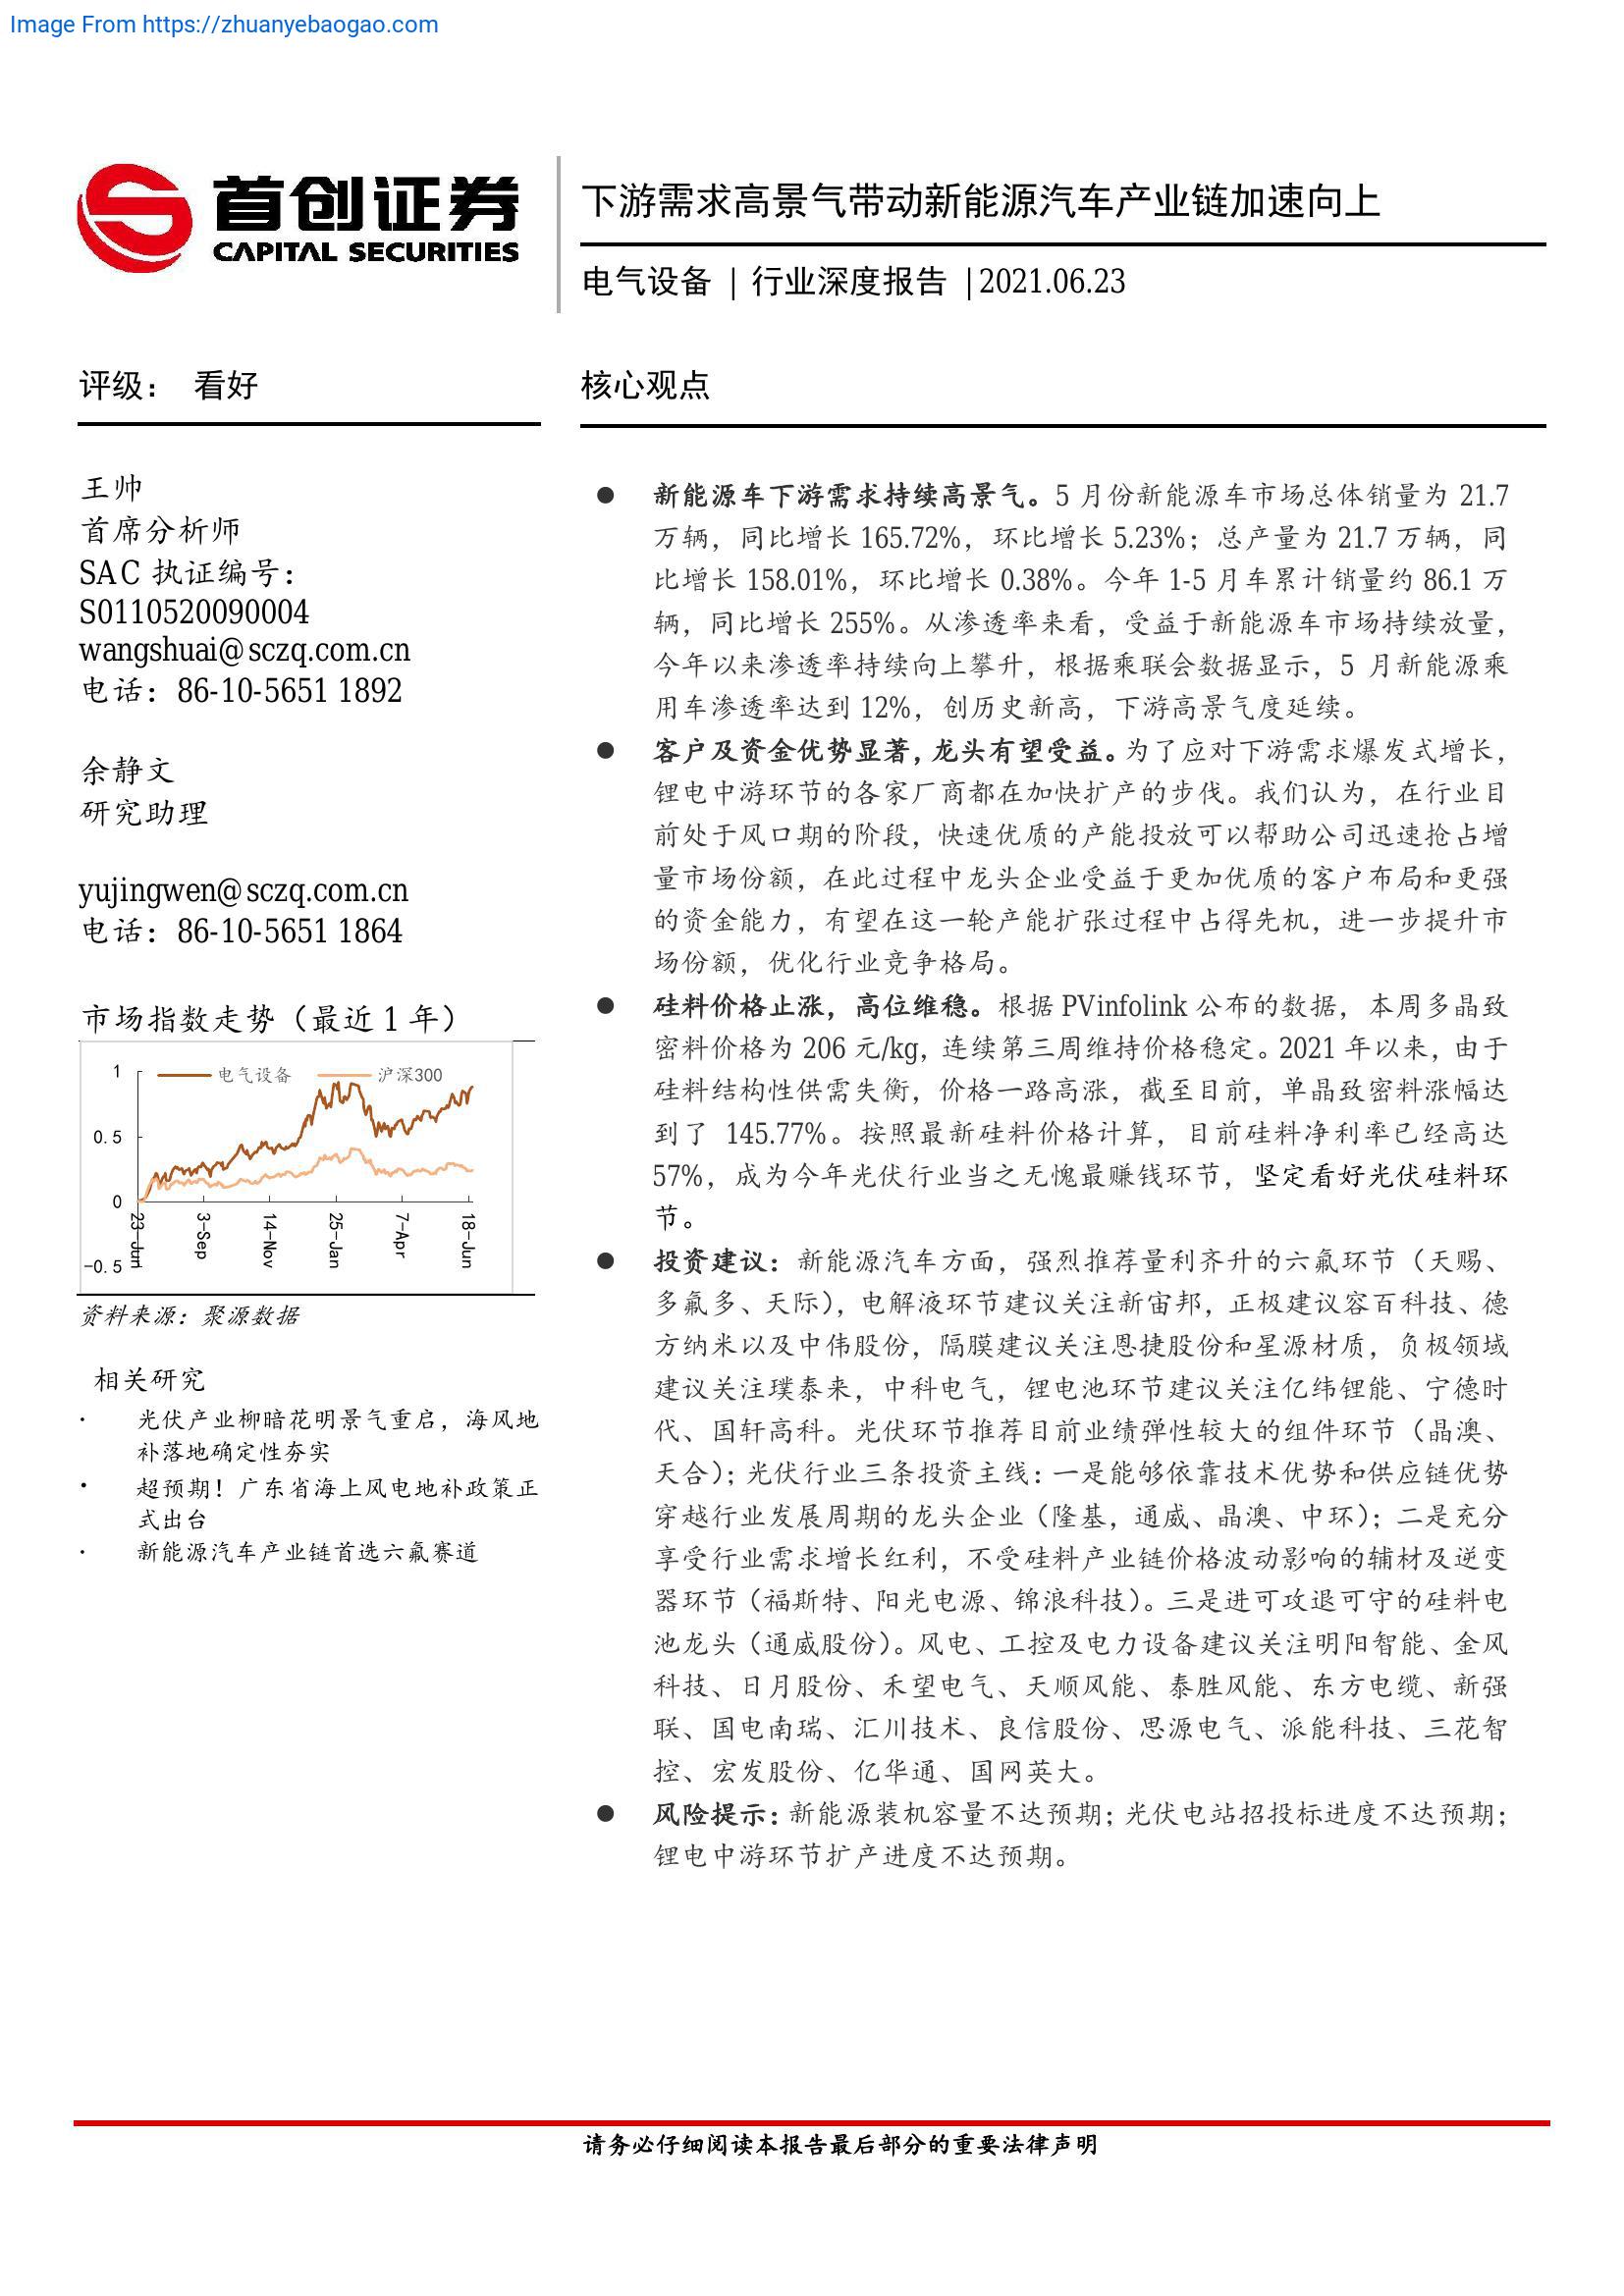 Image From https://zhuanyebaogao.com
首创证券
CAPITAL SECURITIES
下游需求高景气带动新能源汽车产业链加速向上
电气设备 | 行业深度报告 |2021.06.23
评级： 看好
王帅
首席分析师
SAC 执证编号：
S0110520090004
wangshuai@sczq.com.cn
电话：86-10-5651 1892
余静文
研究助理
yujingwen@sczq.com.cn
电话：86-10-5651 1864
市场指数走势（最近 1 年）
电气设备 沪深300
1
0.5
0
-0.5
23-Jun 3-Sep 14-Nov 25-Jan 7-Apr 18-Jun
资料来源：聚源数据
相关研究
· 光伏产业柳暗花明景气重启，海风地
补落地确定性夯实
· 超预期！广东省海上风电地补政策正
式出台
· 新能源汽车产业链首选六氟赛道
核心观点
● 新能源车下游需求持续高景气。5 月份新能源车市场总体销量为 21.7
万辆，同比增长 165.72%，环比增长 5.23%；总产量为 21.7 万辆，同
比增长 158.01%，环比增长 0.38%。今年 1-5 月车累计销量约 86.1 万
辆，同比增长 255%。从渗透率来看，受益于新能源车市场持续放量，
今年以来渗透率持续向上攀升，根据乘联会数据显示，5 月新能源乘
用车渗透率达到 12%，创历史新高，下游高景气度延续。
● 客户及资金优势显著，龙头有望受益。为了应对下游需求爆发式增长，
锂电中游环节的各家厂商都在加快扩产的步伐。我们认为，在行业目
前处于风口期的阶段，快速优质的产能投放可以帮助公司迅速抢占增
量市场份额，在此过程中龙头企业受益于更加优质的客户布局和更强
的资金能力，有望在这一轮产能扩张过程中占得先机，进一步提升市
场份额，优化行业竞争格局。
● 硅料价格止涨，高位维稳。根据 PVinfolink 公布的数据，本周多晶致
密料价格为 206 元/kg，连续第三周维持价格稳定。2021 年以来，由于
硅料结构性供需失衡，价格一路高涨，截至目前，单晶致密料涨幅达
到了 145.77%。按照最新硅料价格计算，目前硅料净利率已经高达
57%，成为今年光伏行业当之无愧最赚钱环节，坚定看好光伏硅料环
节。
● 投资建议：新能源汽车方面，强烈推荐量利齐升的六氟环节（天赐、
多氟多、天际），电解液环节建议关注新宙邦，正极建议容百科技、德
方纳米以及中伟股份，隔膜建议关注恩捷股份和星源材质，负极领域
建议关注璞泰来，中科电气，锂电池环节建议关注亿纬锂能、宁德时
代、国轩高科。光伏环节推荐目前业绩弹性较大的组件环节（晶澳、
天合）；光伏行业三条投资主线：一是能够依靠技术优势和供应链优势
穿越行业发展周期的龙头企业（隆基，通威、晶澳、中环）；二是充分
享受行业需求增长红利，不受硅料产业链价格波动影响的辅材及逆变
器环节（福斯特、阳光电源、锦浪科技）。三是进可攻退可守的硅料电
池龙头（通威股份）。风电、工控及电力设备建议关注明阳智能、金风
科技、日月股份、禾望电气、天顺风能、泰胜风能、东方电缆、新强
联、国电南瑞、汇川技术、良信股份、思源电气、派能科技、三花智
控、宏发股份、亿华通、国网英大。
● 风险提示：新能源装机容量不达预期；光伏电站招投标进度不达预期；
锂电中游环节扩产进度不达预期。
请务必仔细阅读本报告最后部分的重要法律声明